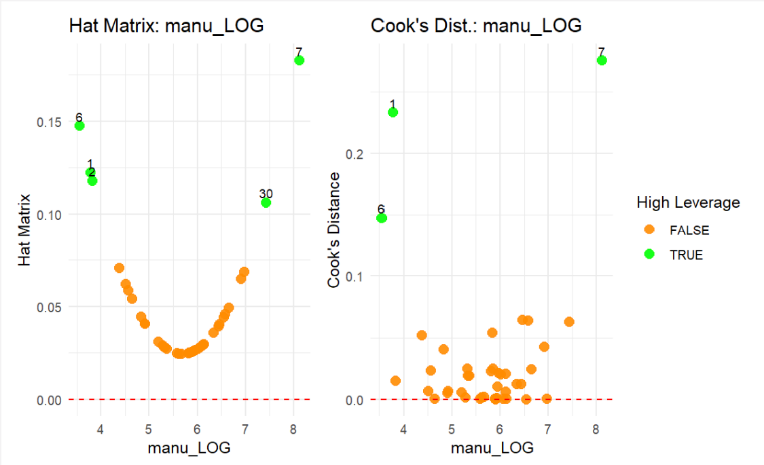 Hat Matrix: manu_LOG
7
0.15
6
1
2
30
0.10
0.05
0.00
Hat Matrix
4 5 6 7 8
manu_LOG
Cook's Dist.: manu_LOG
7
1
0.2
6
0.1
0.0
Cook's Distance
4 5 6 7 8
manu_LOG
High Leverage
FALSE
TRUE